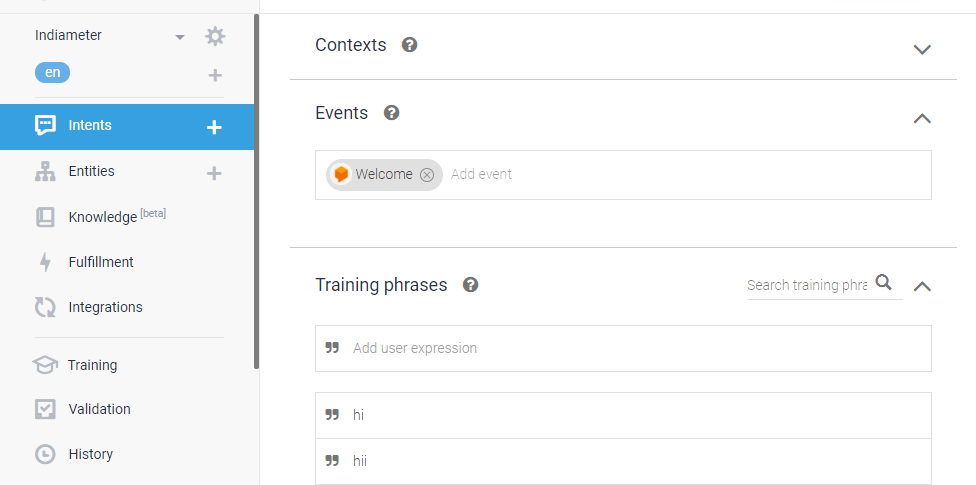 Indiameter
en
Intents
Entities
Knowledge [beta]
Fulfillment
Integrations
Training
Validation
History
Contexts
Events
Welcome Add event
Training phrases
Search training phra
Add user expression
hi
hii